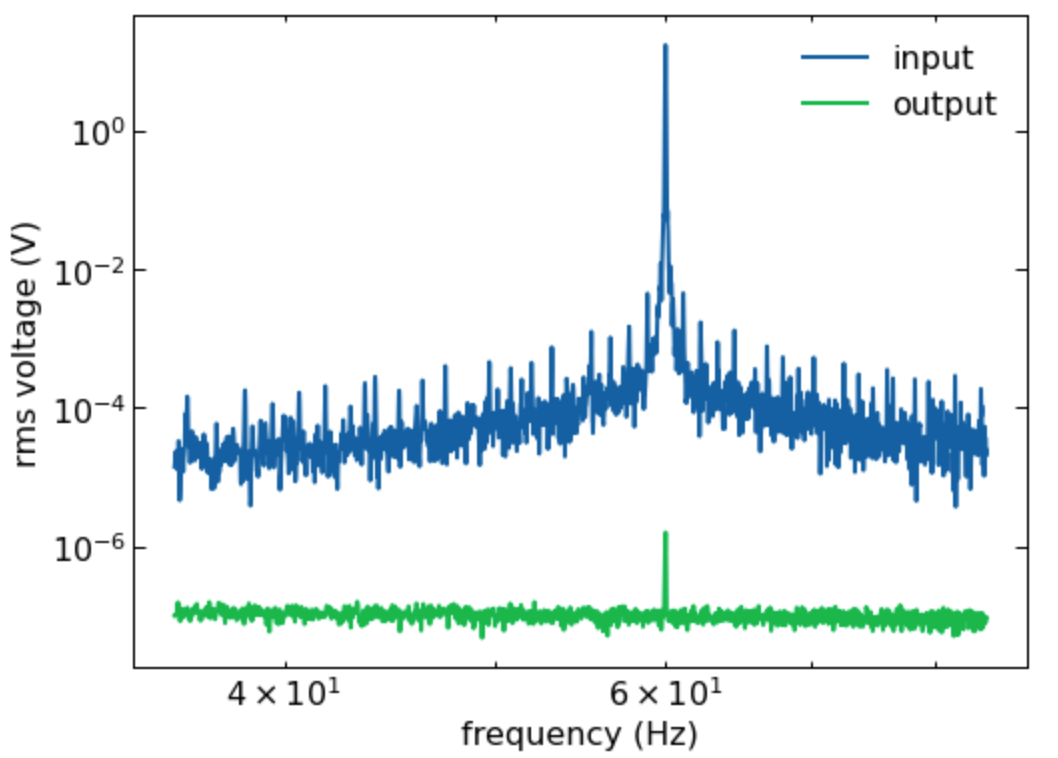 input
output
10⁰
10⁻²
10⁻⁴
10⁻⁶
rms voltage (V)
4 × 10¹
6 × 10¹
frequency (Hz)